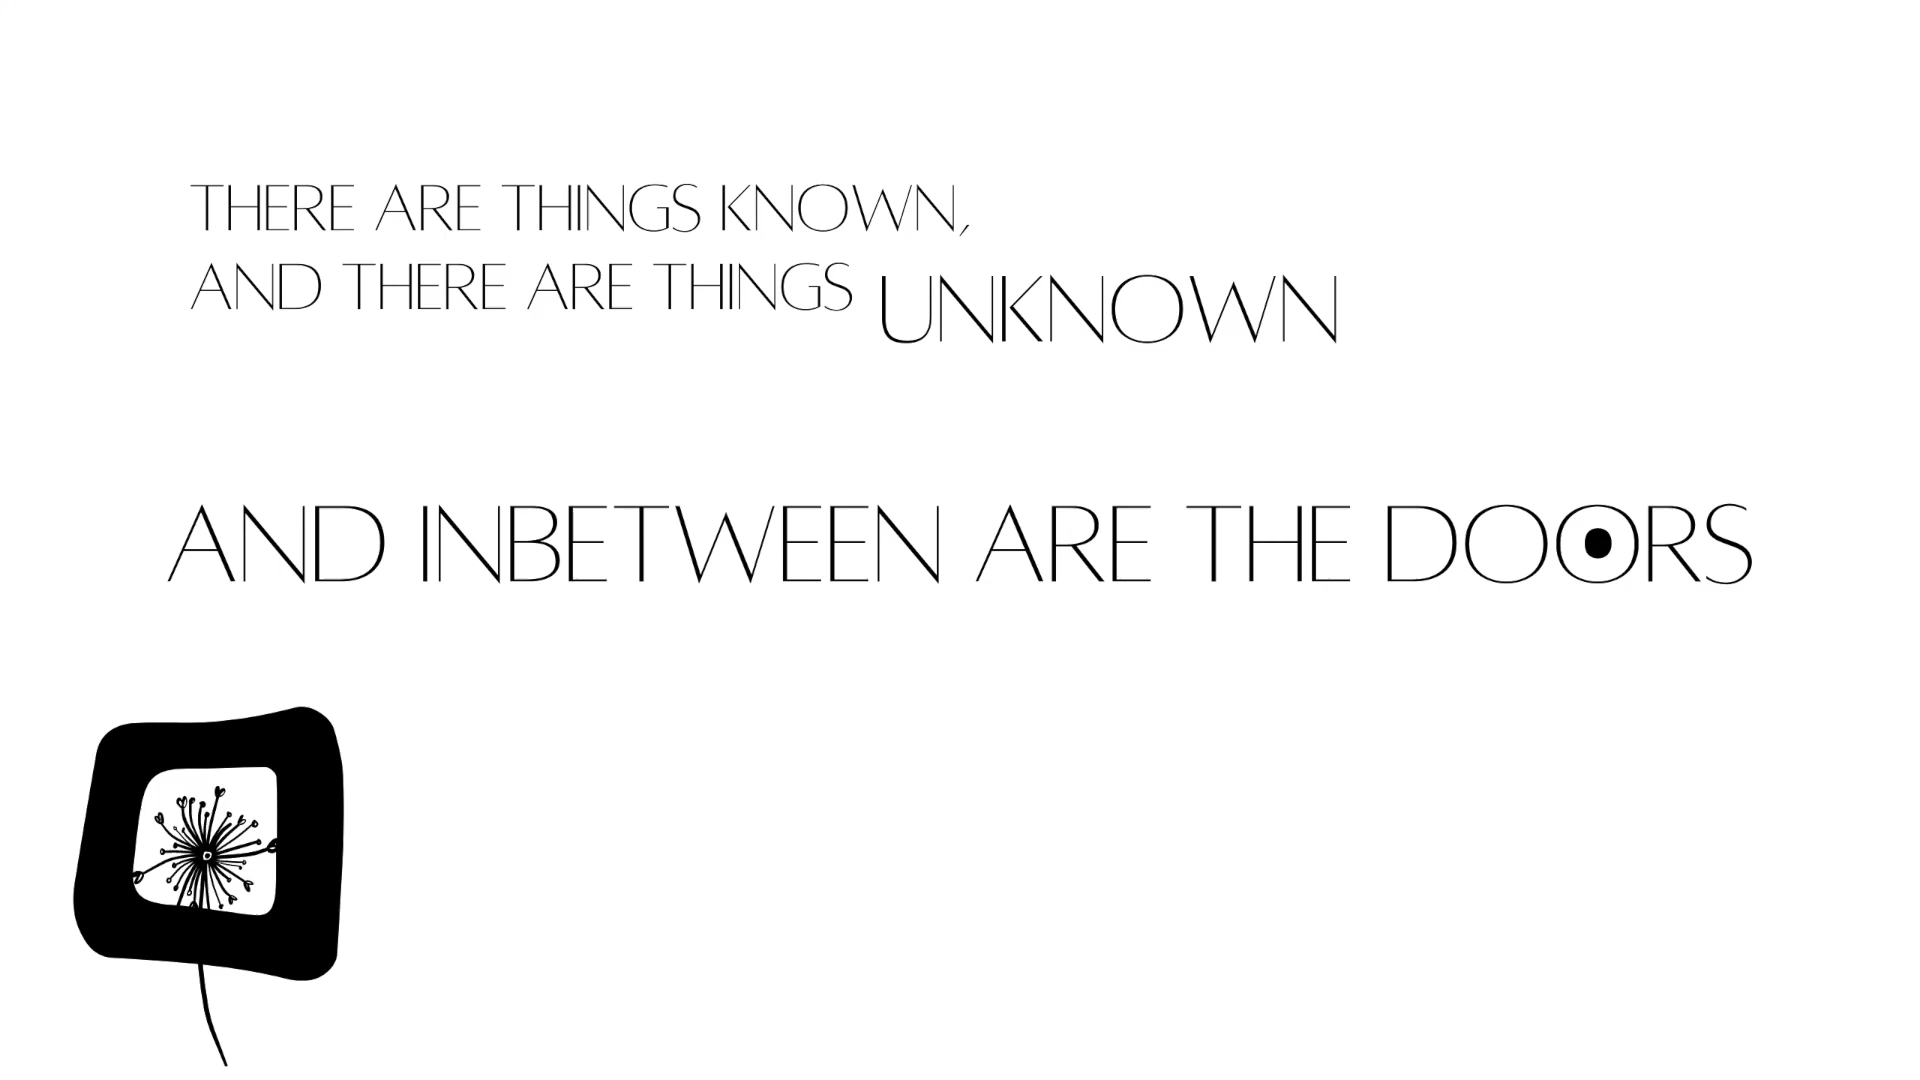 THERE ARE THINGS KNOWN,
AND THERE ARE THINGS UNKNOWN
AND INBETWEEN ARE THE DOORS